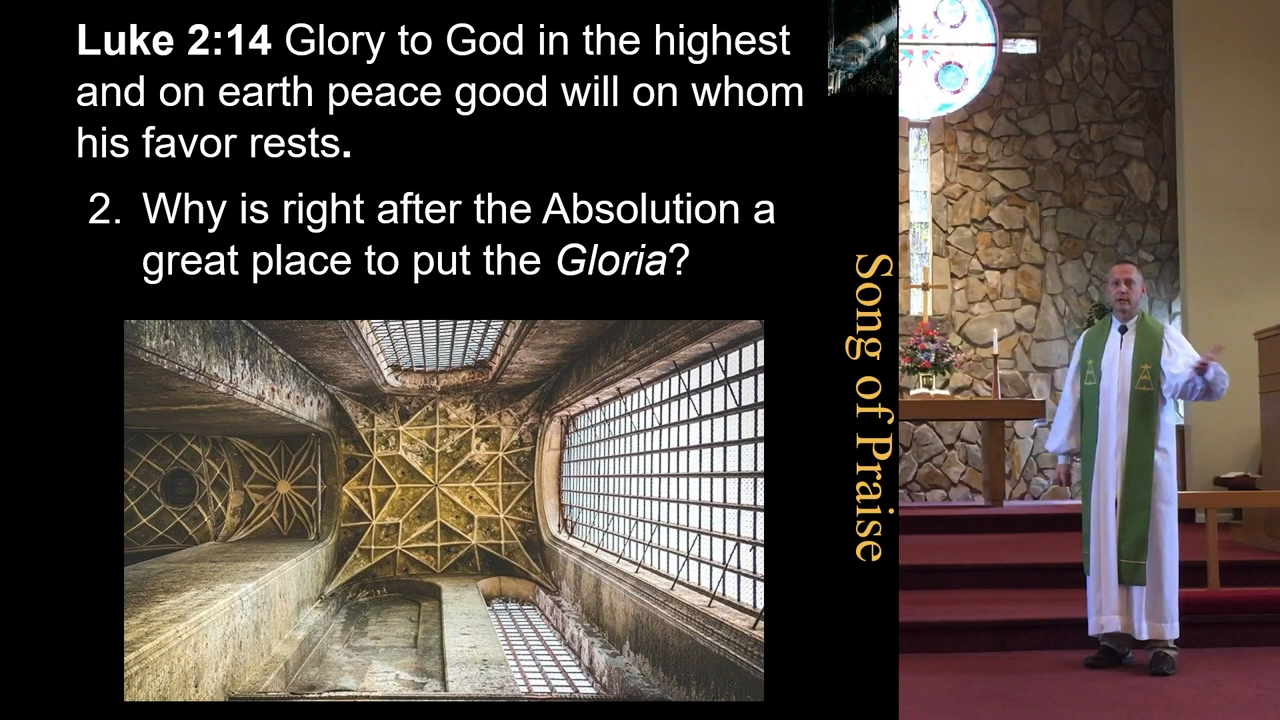 Luke 2:14 Glory to God in the highest
and on earth peace good will on whom
his favor rests.
2. Why is right after the Absolution a
great place to put the Gloria?
Song of Praise